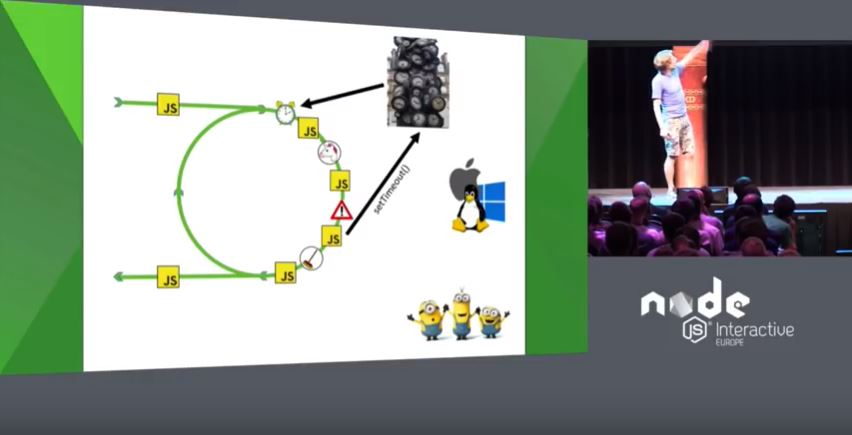 JS
JS
JS
setTimeout()
JS
JS
JS
node
JS
Interactive
EUROPE